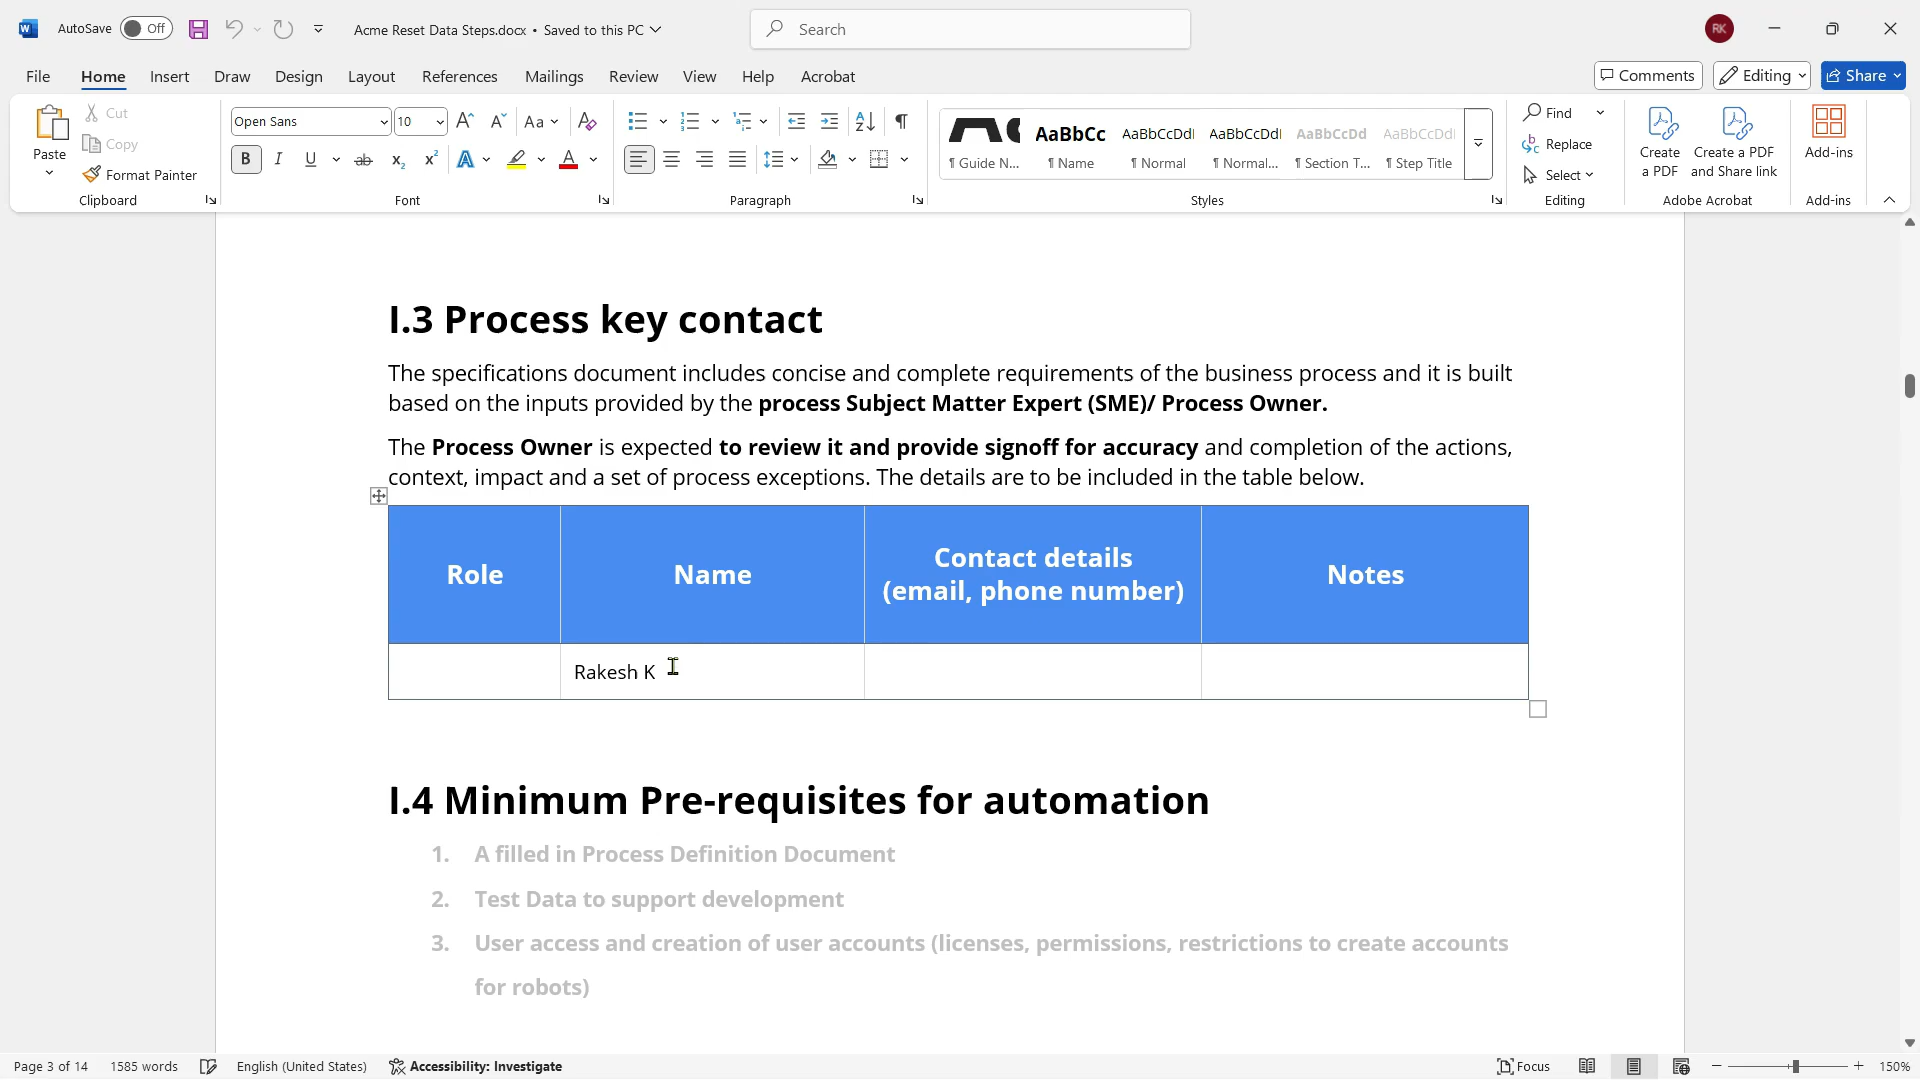 AutoSave Off Acme Reset Data Steps.docx • Saved to this PC Search RK
File Home Insert Draw Design Layout References Mailings Review View Help Acrobat Comments Editing Share
Paste Cut Copy Format Painter Clipboard
Open Sans 10 Aa B I U ab x₂ x² A A Font
Paragraph
AaBbCc AaBbCcDdI AaBbCcDdI AaBbCcDd AaBbCcDdI
¶ Guide N... ¶ Name ¶ Normal ¶ Normal... ¶ Section T... ¶ Step Title
Styles
Find Replace Select Editing
Create a PDF Create a PDF and Share link Adobe Acrobat
Add-ins Add-ins
I.3 Process key contact
The specifications document includes concise and complete requirements of the business process and it is built
based on the inputs provided by the process Subject Matter Expert (SME)/ Process Owner.
The Process Owner is expected to review it and provide signoff for accuracy and completion of the actions,
context, impact and a set of process exceptions. The details are to be included in the table below.
Role Name Contact details (email, phone number) Notes
Rakesh K
I.4 Minimum Pre-requisites for automation
1. A filled in Process Definition Document
2. Test Data to support development
3. User access and creation of user accounts (licenses, permissions, restrictions to create accounts
for robots)
Page 3 of 14 1585 words English (United States) Accessibility: Investigate Focus 150%